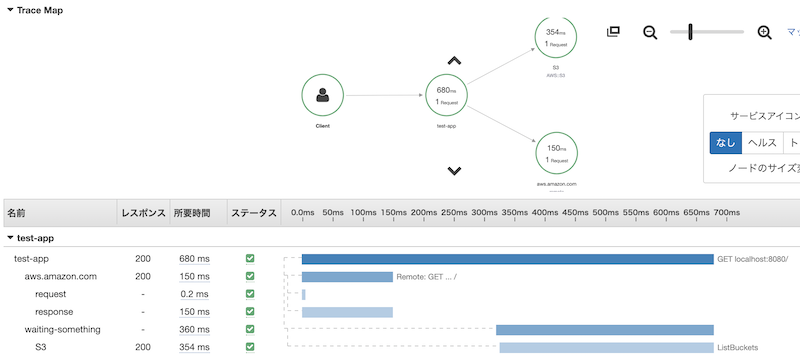 Trace Map
354ms
1 Request
S3
AWS::S3
マッ
680ms
1 Request
test-app
Client
150ms
1 Request
aws.amazon.com
サービスアイコン
なし ヘルス ト
ノードのサイズ変
名前 レスポンス 所要時間 ステータス 0.0ms 50ms 100ms 150ms 200ms 250ms 300ms 350ms 400ms 450ms 500ms 550ms 600ms 650ms 700ms
test-app
test-app 200 680 ms GET localhost:8080/
aws.amazon.com 200 150 ms Remote: GET ... /
request - 0.2 ms
response - 150 ms
waiting-something - 360 ms
S3 200 354 ms ListBuckets